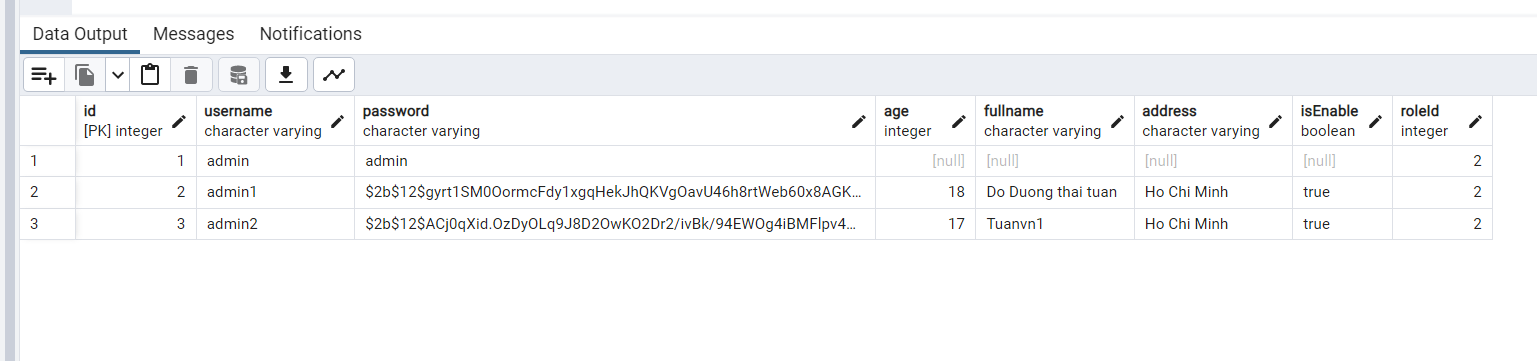 Data Output Messages Notifications
id username password age fullname address isEnable roleId
[PK] integer character varying character varying integer character varying character varying boolean integer
1 1 admin admin [null] [null] [null] [null] 2
2 2 admin1 $2b$12$gyrt1SM0OormcFdy1xgqHekJhQKVgOavU46h8rtWeb60x8AGK... 18 Do Duong thai tuan Ho Chi Minh true 2
3 3 admin2 $2b$12$ACj0qXid.OzDyOLq9J8D2OwKO2Dr2/ivBk/94EWOg4iBMFlpv4... 17 Tuanvn1 Ho Chi Minh true 2